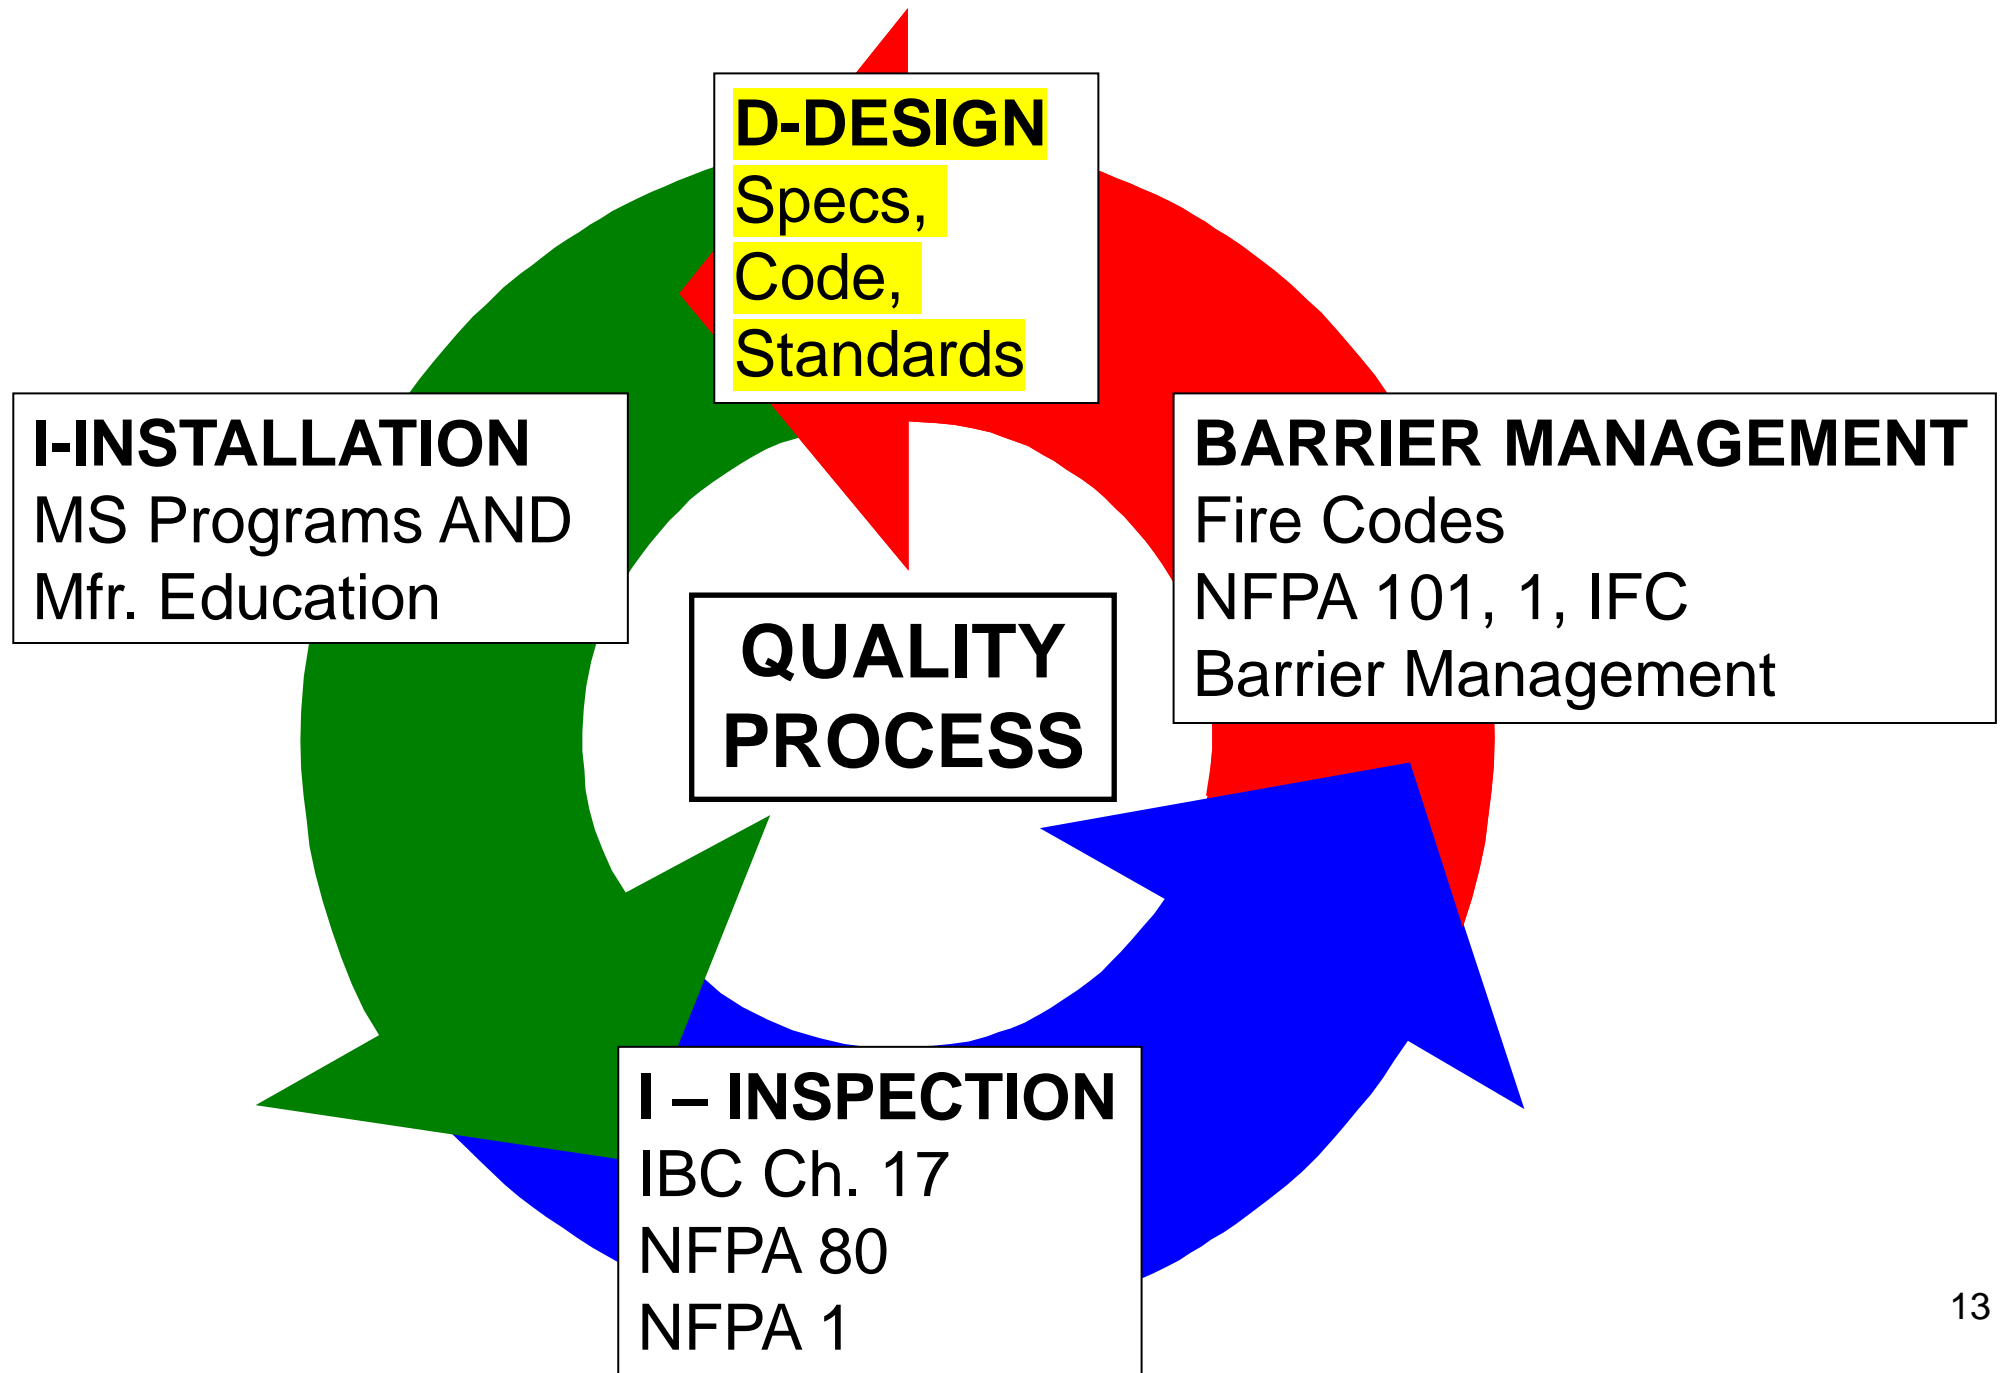 D-DESIGN
Specs,
Code,
Standards
I-INSTALLATION
MS Programs AND
Mfr. Education
BARRIER MANAGEMENT
Fire Codes
NFPA 101, 1, IFC
Barrier Management
QUALITY
PROCESS
I – INSPECTION
IBC Ch. 17
NFPA 80
NFPA 1
13